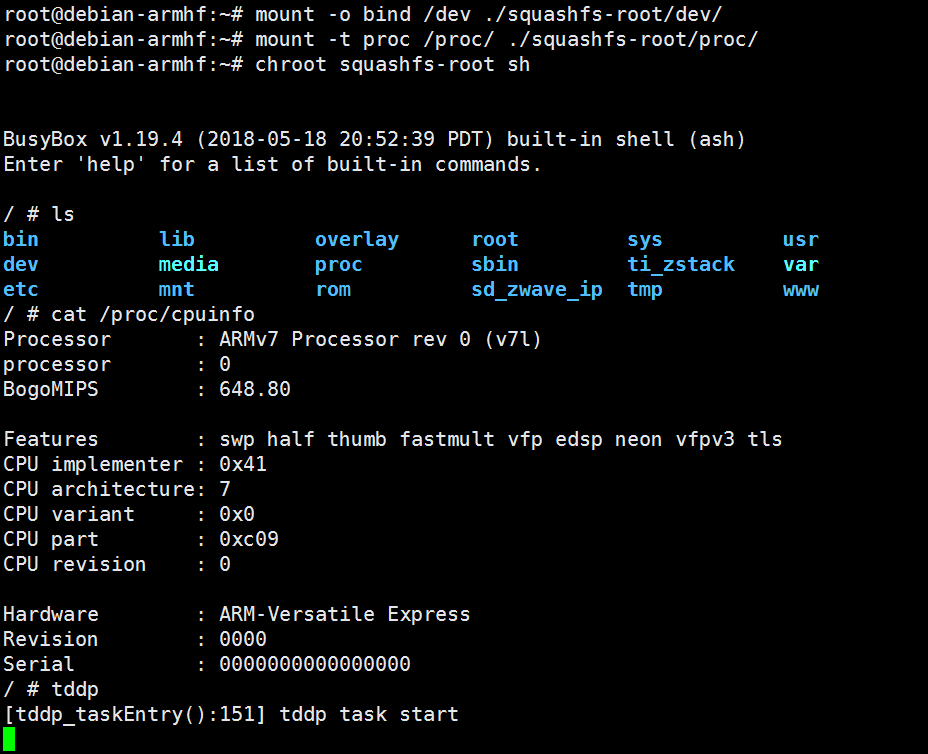 root@debian-armhf:~# mount -o bind /dev ./squashfs-root/dev/
root@debian-armhf:~# mount -t proc /proc/ ./squashfs-root/proc/
root@debian-armhf:~# chroot squashfs-root sh
BusyBox v1.19.4 (2018-05-18 20:52:39 PDT) built-in shell (ash)
Enter 'help' for a list of built-in commands.
/ # ls
bin lib overlay root sys usr
dev media proc sbin ti_zstack var
etc mnt rom sd_zwave_ip tmp www
/ # cat /proc/cpuinfo
Processor : ARMv7 Processor rev 0 (v7l)
processor : 0
BogoMIPS : 648.80
Features : swp half thumb fastmult vfp edsp neon vfpv3 tls
CPU implementer : 0x41
CPU architecture: 7
CPU variant : 0x0
CPU part : 0xc09
CPU revision : 0
Hardware : ARM-Versatile Express
Revision : 0000
Serial : 0000000000000000
/ # tddp
[tddp_taskEntry():151] tddp task start